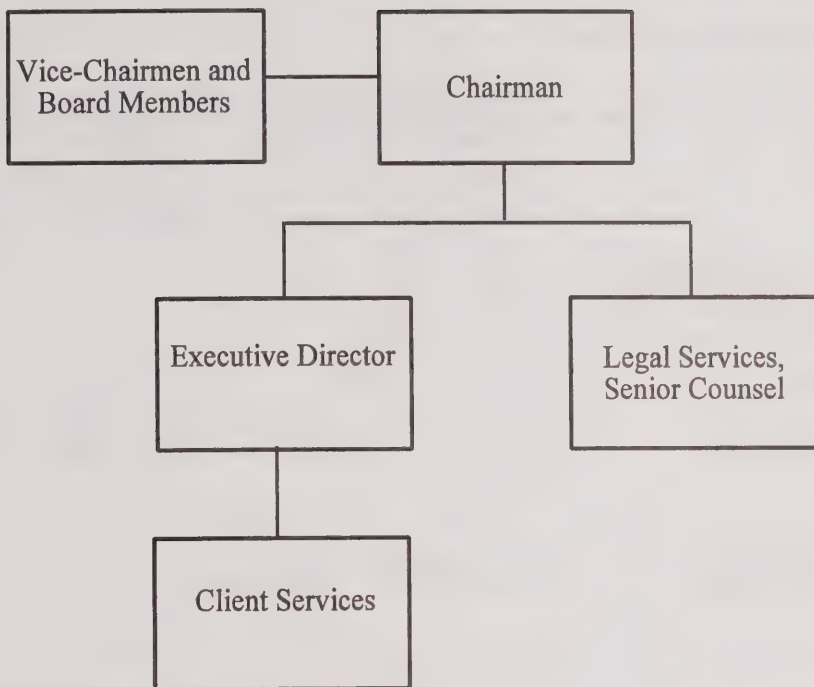 Vice-Chairmen and
Board Members
Chairman
Executive Director
Legal Services,
Senior Counsel
Client Services